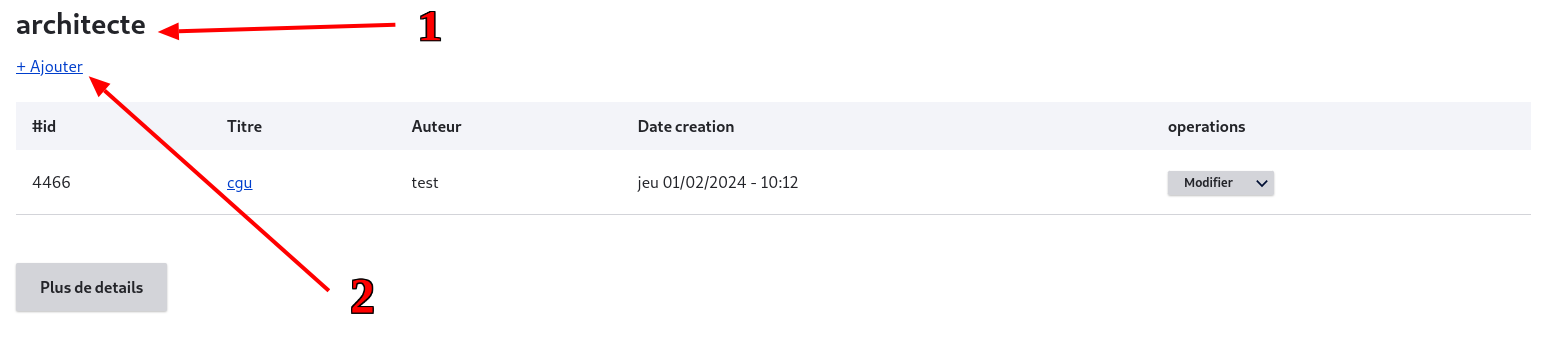 architecte
1
+ Ajouter
#id Titre Auteur Date creation operations
4466 cgu test jeu 01/02/2024 - 10:12 Modifier
Plus de details
2